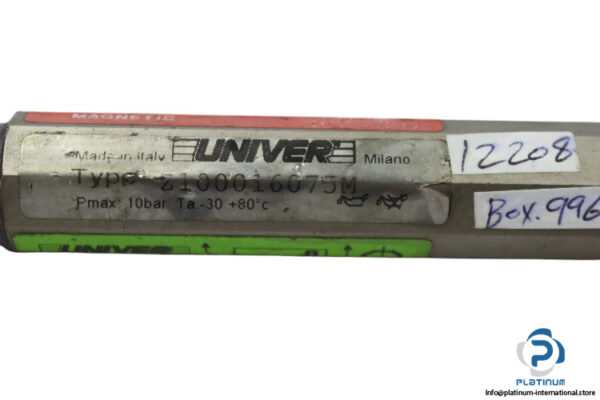 MAGNETIC
Made in Italy UNIVER Milano
Type Z100016075M
Pmax 10bar Ta.-30 +80°c
UNIVER
12208
Box.996
PLATINUM
Info@platinum-international.store